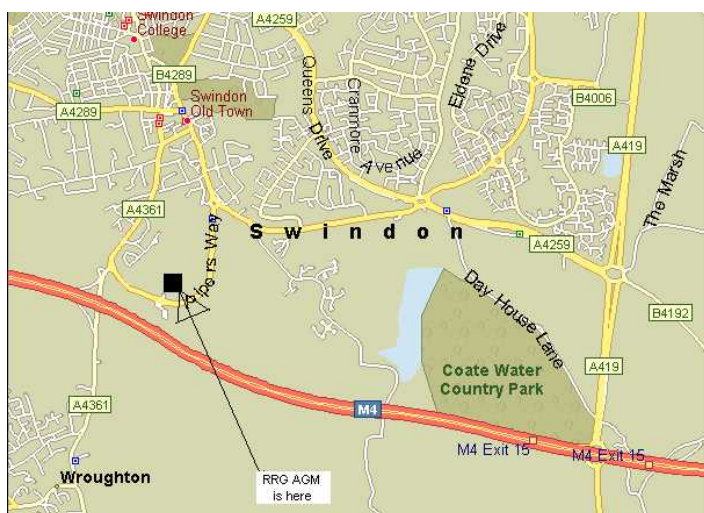 Swindon
College
A4259
B4289
A4289
Swindon
Old Town
Queens
Drive
Cranmore
Avenue
Eldene Drive
B4006
A419
The Marsh
A4361
Pipers Way
Swindon
A4259
Day House Lane
B4192
Coate Water
Country Park
A419
M4
M4 Exit 15
M4 Exit 15
A4361
Wroughton
RRG AGM
is here